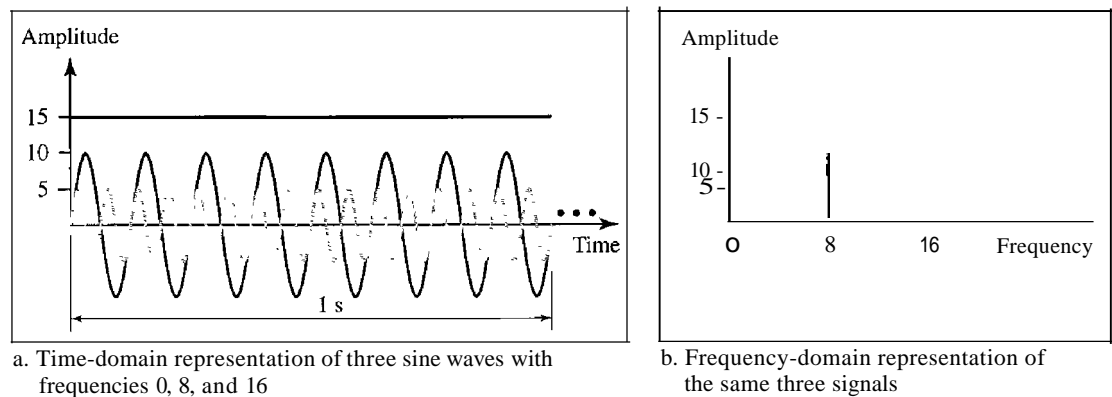 Amplitude
15
10
5
Time
1 s
a. Time-domain representation of three sine waves with
frequencies 0, 8, and 16
Amplitude
15 -
10 -
5 -
0 8 16 Frequency
b. Frequency-domain representation of
the same three signals